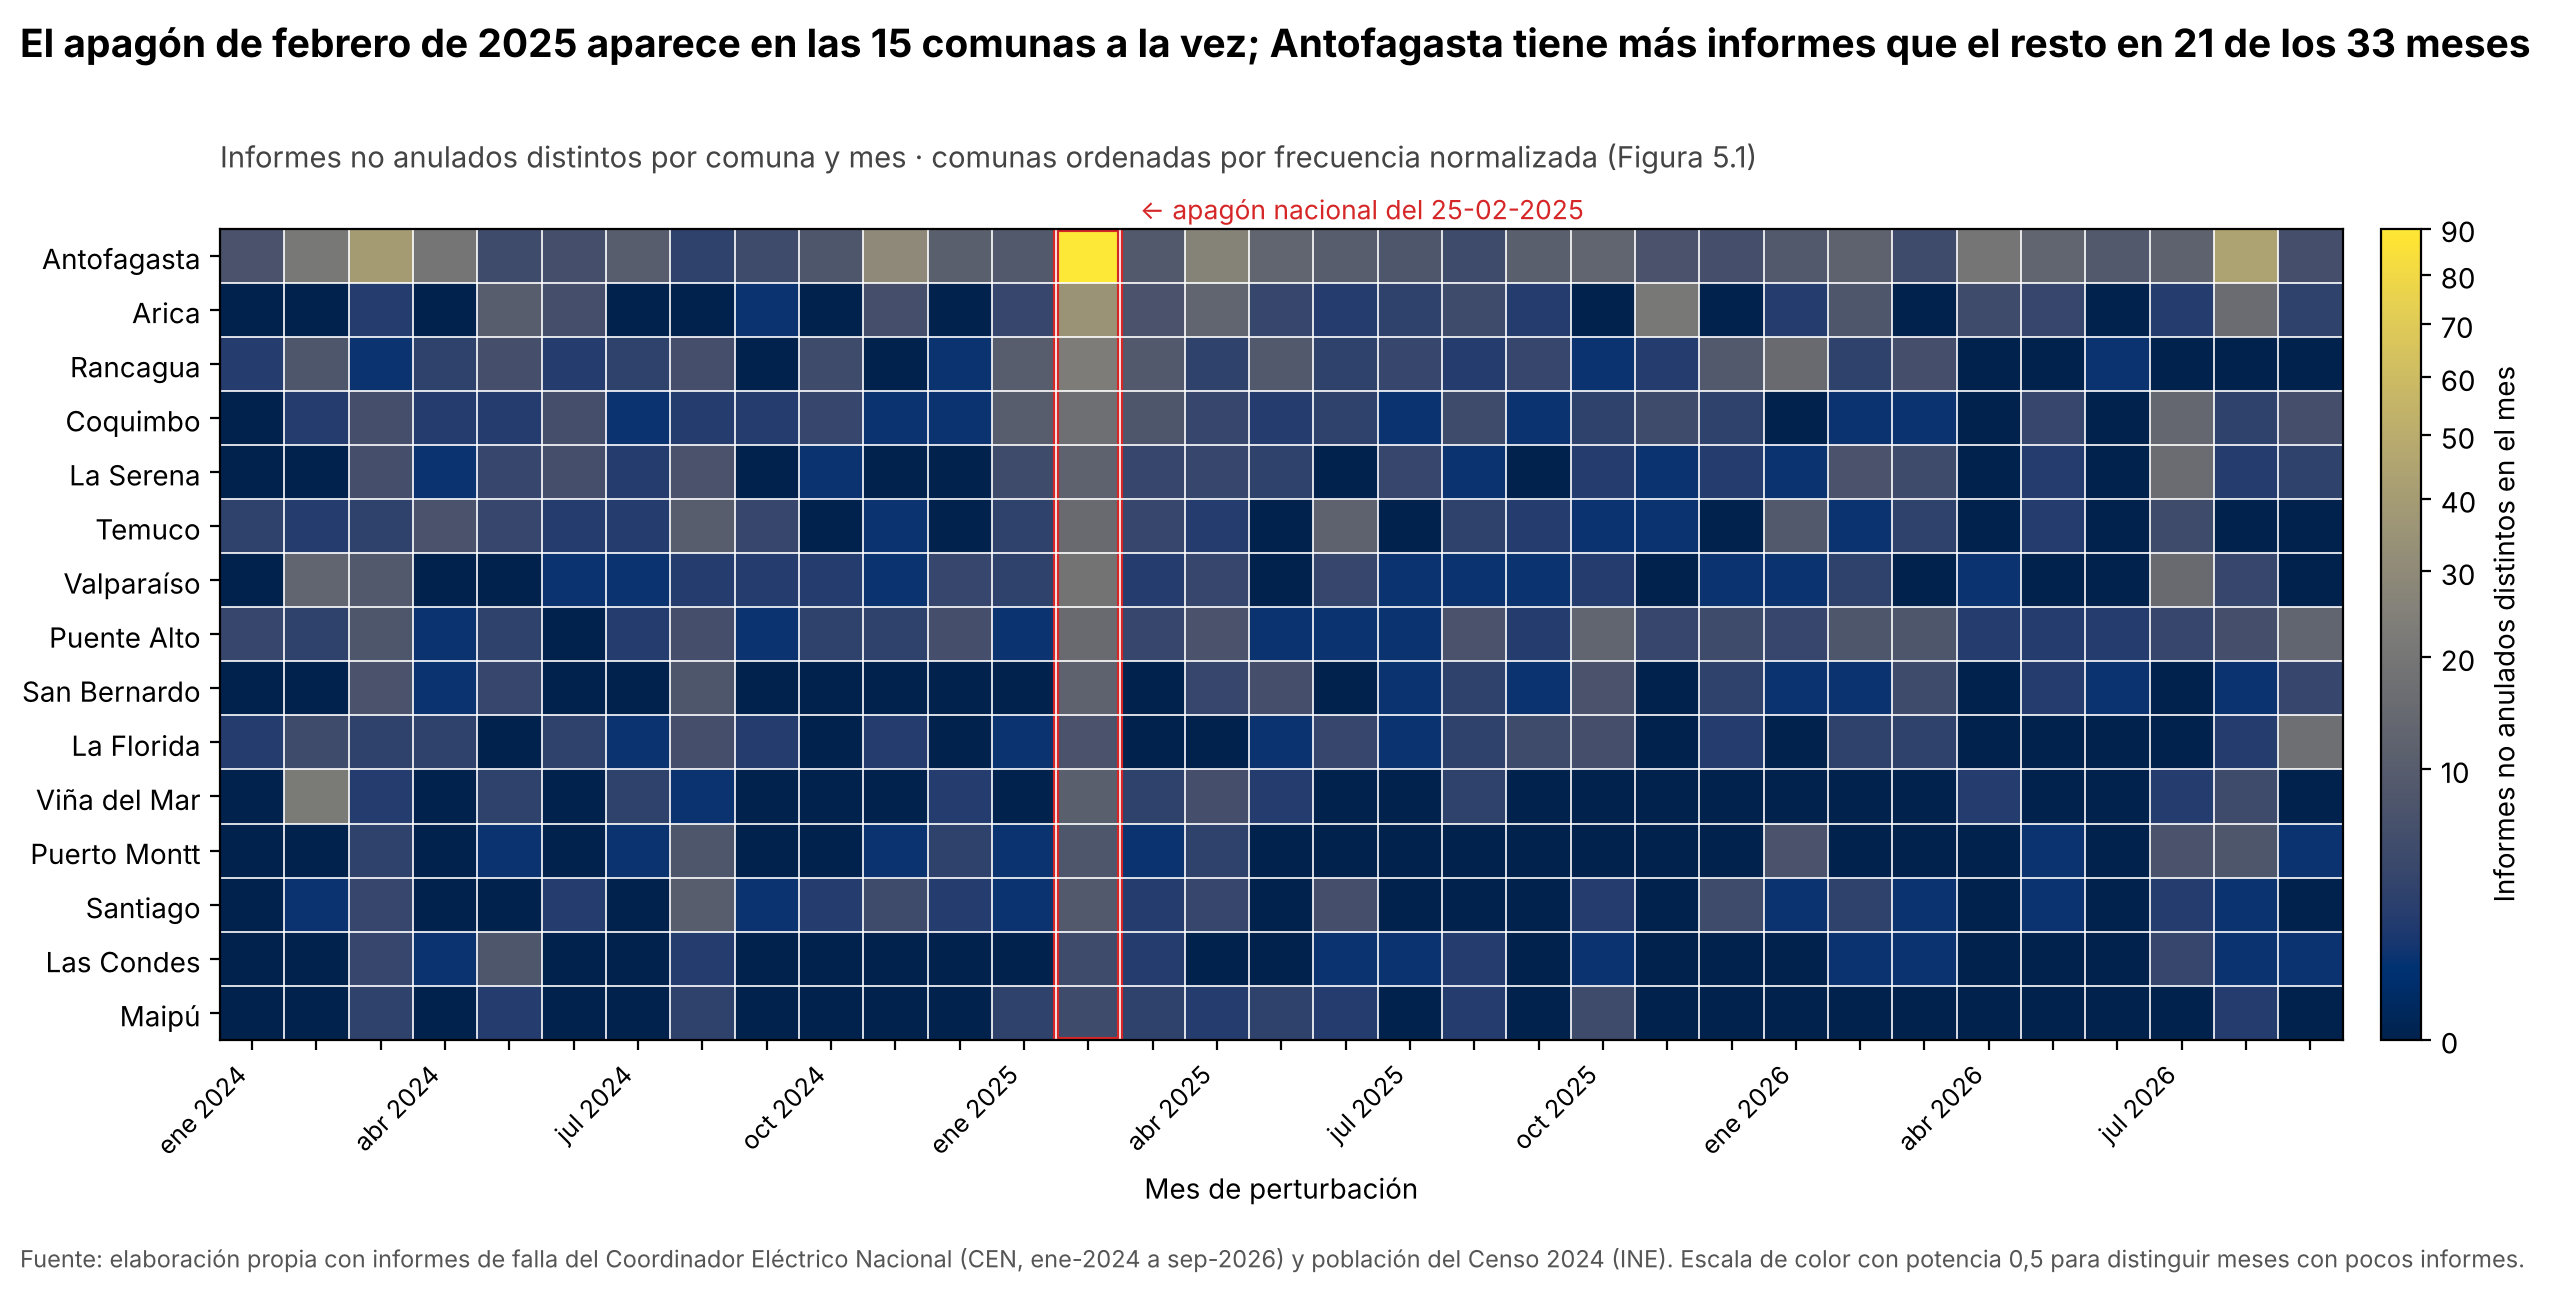 El apagón de febrero de 2025 aparece en las 15 comunas a la vez; Antofagasta tiene más informes que el resto en 21 de los 33 meses
Informes no anulados distintos por comuna y mes · comunas ordenadas por frecuencia normalizada (Figura 5.1)
← apagón nacional del 25-02-2025
Antofagasta
Arica
Rancagua
Coquimbo
La Serena
Temuco
Valparaíso
Puente Alto
San Bernardo
La Florida
Viña del Mar
Puerto Montt
Santiago
Las Condes
Maipú
ene 2024
abr 2024
jul 2024
oct 2024
ene 2025
abr 2025
jul 2025
oct 2025
ene 2026
abr 2026
jul 2026
Mes de perturbación
90
80
70
60
50
40
30
20
10
0
Informes no anulados distintos en el mes
Fuente: elaboración propia con informes de falla del Coordinador Eléctrico Nacional (CEN, ene-2024 a sep-2026) y población del Censo 2024 (INE). Escala de color con potencia 0,5 para distinguir meses con pocos informes.